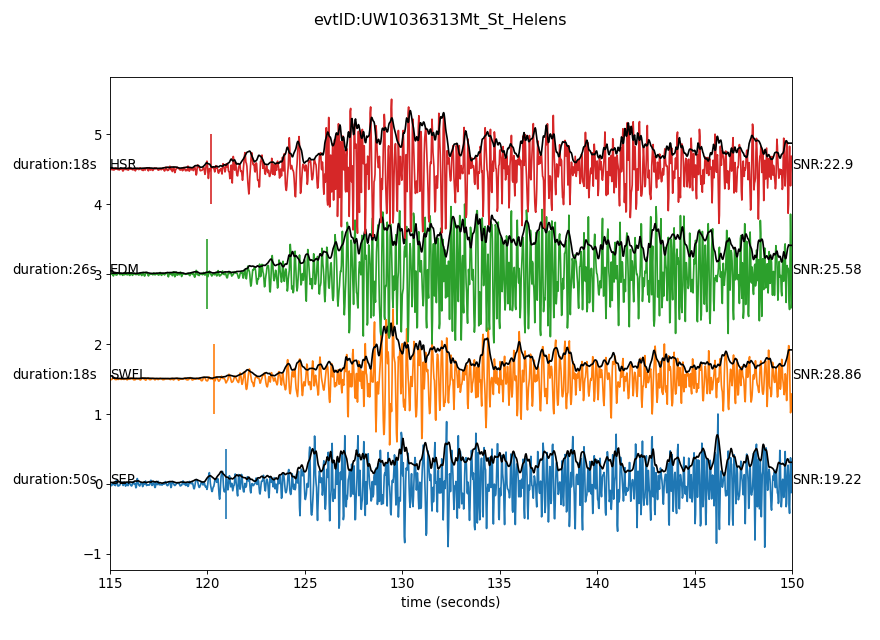 evtID:UW1036313Mt_St_Helens
5
duration:18s HSR SNR:22.9
4
duration:26s 3 EDM SNR:25.58
2
duration:18s SWFL SNR:28.86
1
duration:50s 0 SEP SNR:19.22
−1
115 120 125 130 135 140 145 150
time (seconds)